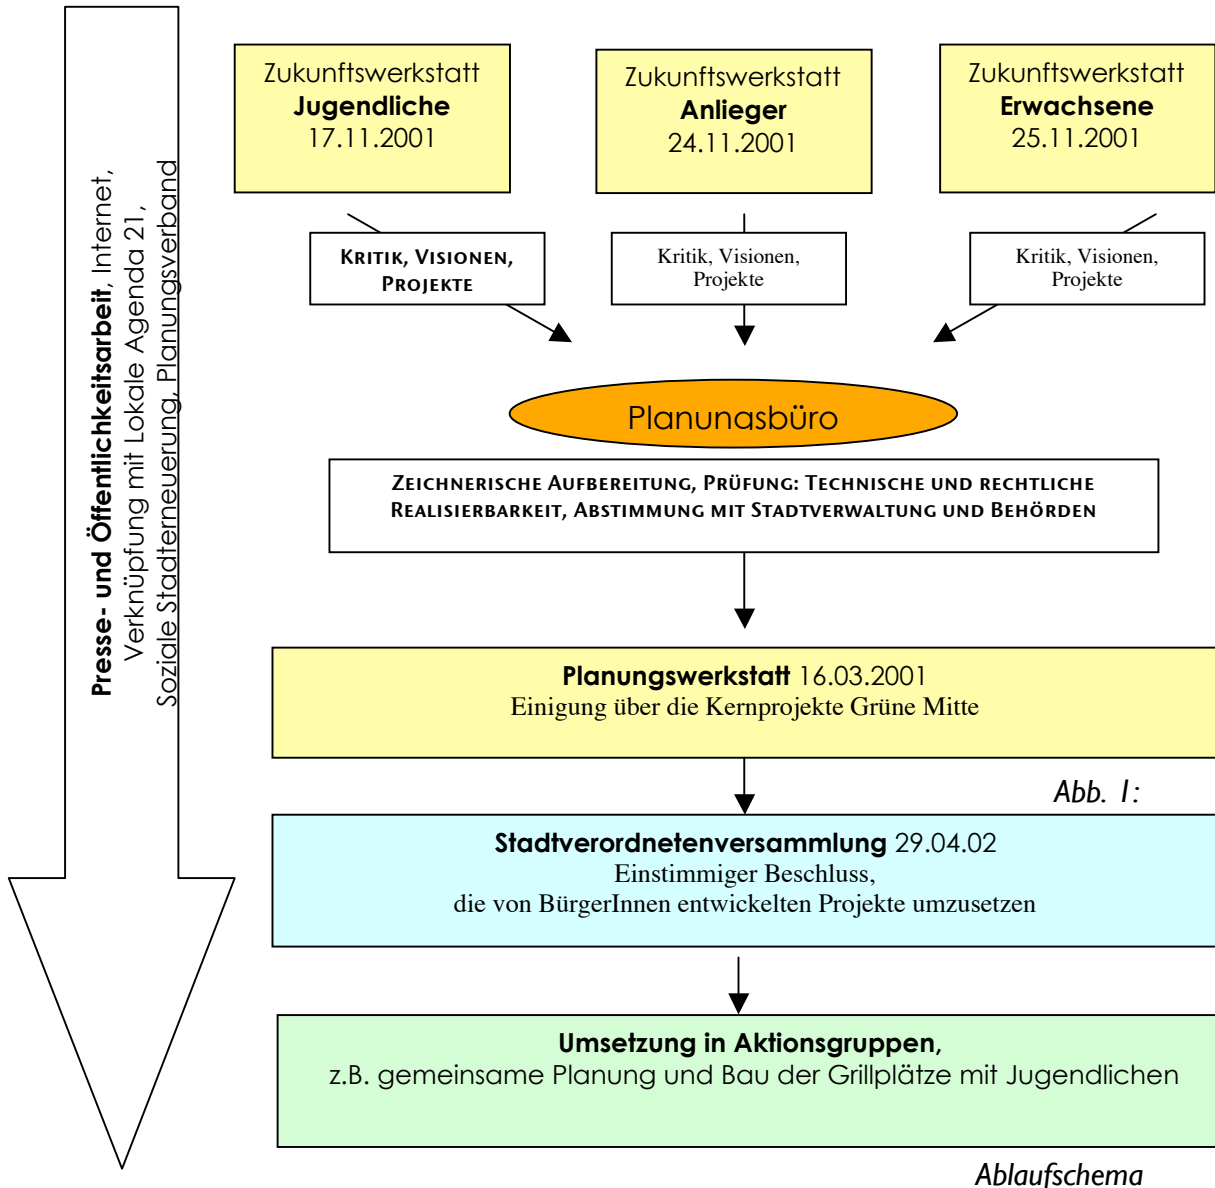 Presse- und Öffentlichkeitsarbeit, Internet,
Verknüpfung mit Lokale Agenda 21,
Soziale Stadterneuerung, Planungsverband
Zukunftswerkstatt
Jugendliche
17.11.2001
Zukunftswerkstatt
Anlieger
24.11.2001
Zukunftswerkstatt
Erwachsene
25.11.2001
KRITIK, VISIONEN,
PROJEKTE
Kritik, Visionen,
Projekte
Kritik, Visionen,
Projekte
Planunasbüro
ZEICHNERISCHE AUFBEREITUNG, PRÜFUNG: TECHNISCHE UND RECHTLICHE
REALISIERBARKEIT, ABSTIMMUNG MIT STADTVERWALTUNG UND BEHÖRDEN
Planungswerkstatt 16.03.2001
Einigung über die Kernprojekte Grüne Mitte
Abb. 1:
Stadtverordnetenversammlung 29.04.02
Einstimmiger Beschluss,
die von BürgerInnen entwickelten Projekte umzusetzen
Umsetzung in Aktionsgruppen,
z.B. gemeinsame Planung und Bau der Grillplätze mit Jugendlichen
Ablaufschema